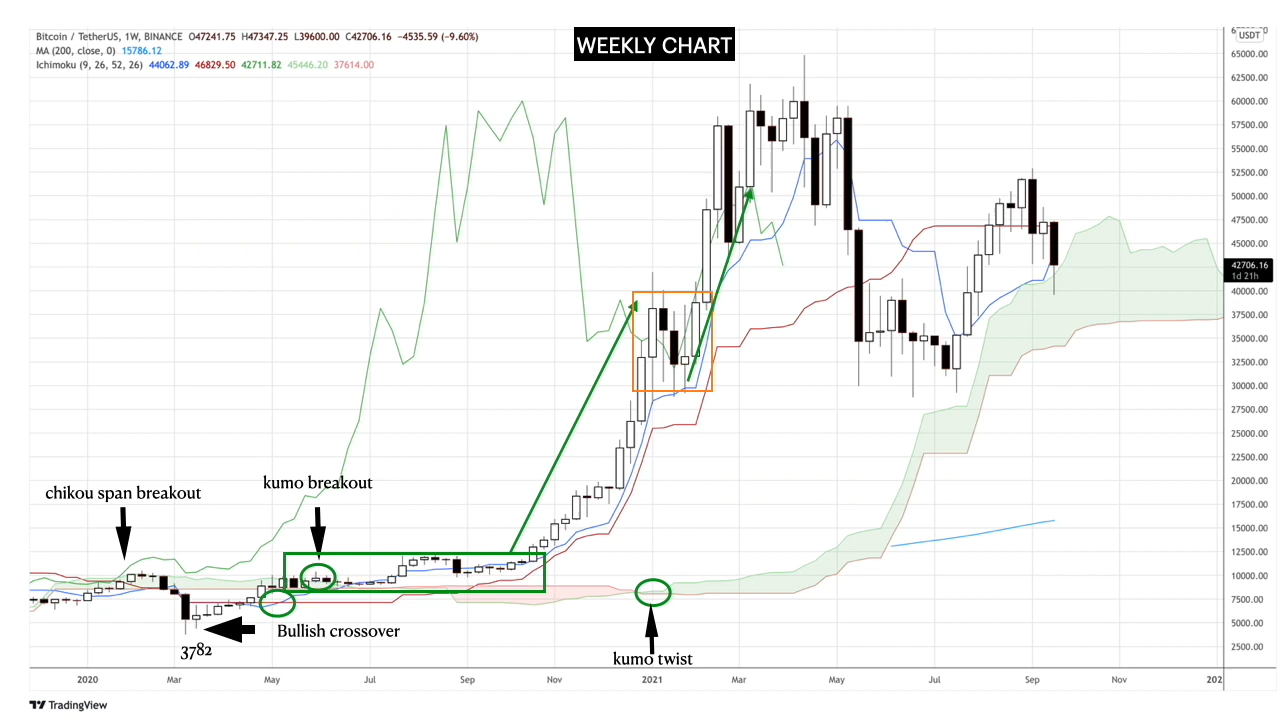 WEEKLY CHART
Bitcoin / TetherUS, 1W, BINANCE O47241.75 H47347.25 L39600.00 C42706.16 −4535.59 (−9.60%)
MA (200, close, 0) 15786.12
Ichimoku (9, 26, 52, 26) 44062.89 46829.50 42711.82 45446.20 37614.00
USDT
65000.00
62500.00
60000.00
57500.00
55000.00
52500.00
50000.00
47500.00
45000.00
42706.16
1d 21h
40000.00
37500.00
35000.00
32500.00
30000.00
27500.00
25000.00
22500.00
20000.00
17500.00
15000.00
12500.00
10000.00
7500.00
5000.00
2500.00
chikou span breakout
kumo breakout
Bullish crossover
3782
kumo twist
2020 Mar May Jul Sep Nov 2021 Mar May Jul Sep Nov
TradingView